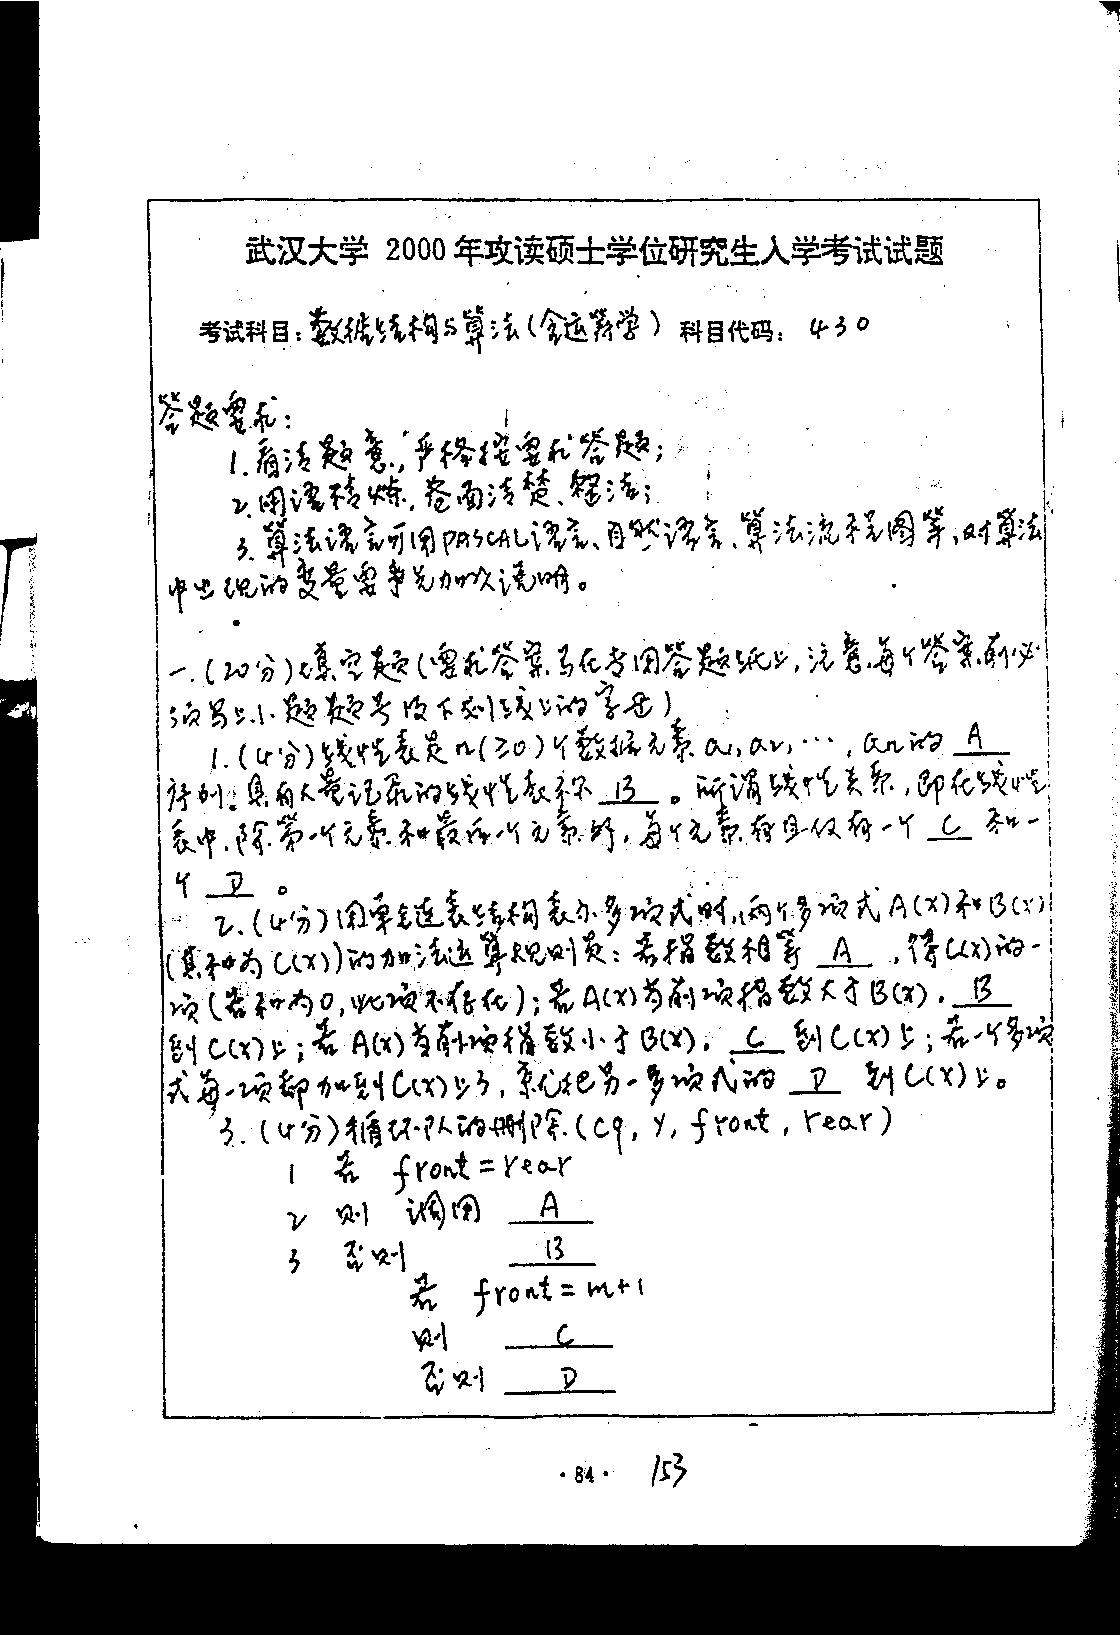 武汉大学 2000年攻读硕士学位研究生入学考试试题
考试科目：数据结构与算法（含运筹学） 科目代码： 430
答题要求：
1. 看清题意，严格按要求答题；
2. 用语精炼，卷面清楚、整洁；
3. 算法语言可用PASCAL语言、自然语言、算法流程图等，对算法
中出现的变量要事先加以说明。
一.（20分）填空题（要求答案写在专用答题纸上，注意，每个答案前必
须写上小题题号及下划线上的字母）
1.（4分）线性表是n(≥0)个数据元素a₁,a₂,…,aₙ的 A
序列；具有大量记录的线性表称 B 。所谓线性关系，即在线性
表中，除第一个元素和最后一个元素外，每个元素有且仅有一个 C 和一
个 D 。
2.（4分）用单链表结构表示多项式时，两个多项式A(X)和B(X)
（其和为C(X)）的加法运算规则是：若指数相等 A ，得C(X)的一
项（若和为0，此项不存在）；若A(X)当前项指数大于B(X)， B
到C(X)上；若A(X)当前项指数小于B(X)， C 到C(X)上；若一个多项
式每一项都加到C(X)上了，就把另一多项式的 D 到C(X)上。
3.（4分）循环队的删除(cq, y, front, rear)
1 若 front = rear
2 则 调用 A
3 否则 B
若 front = m+1
则 C
否则 D
·84· 153